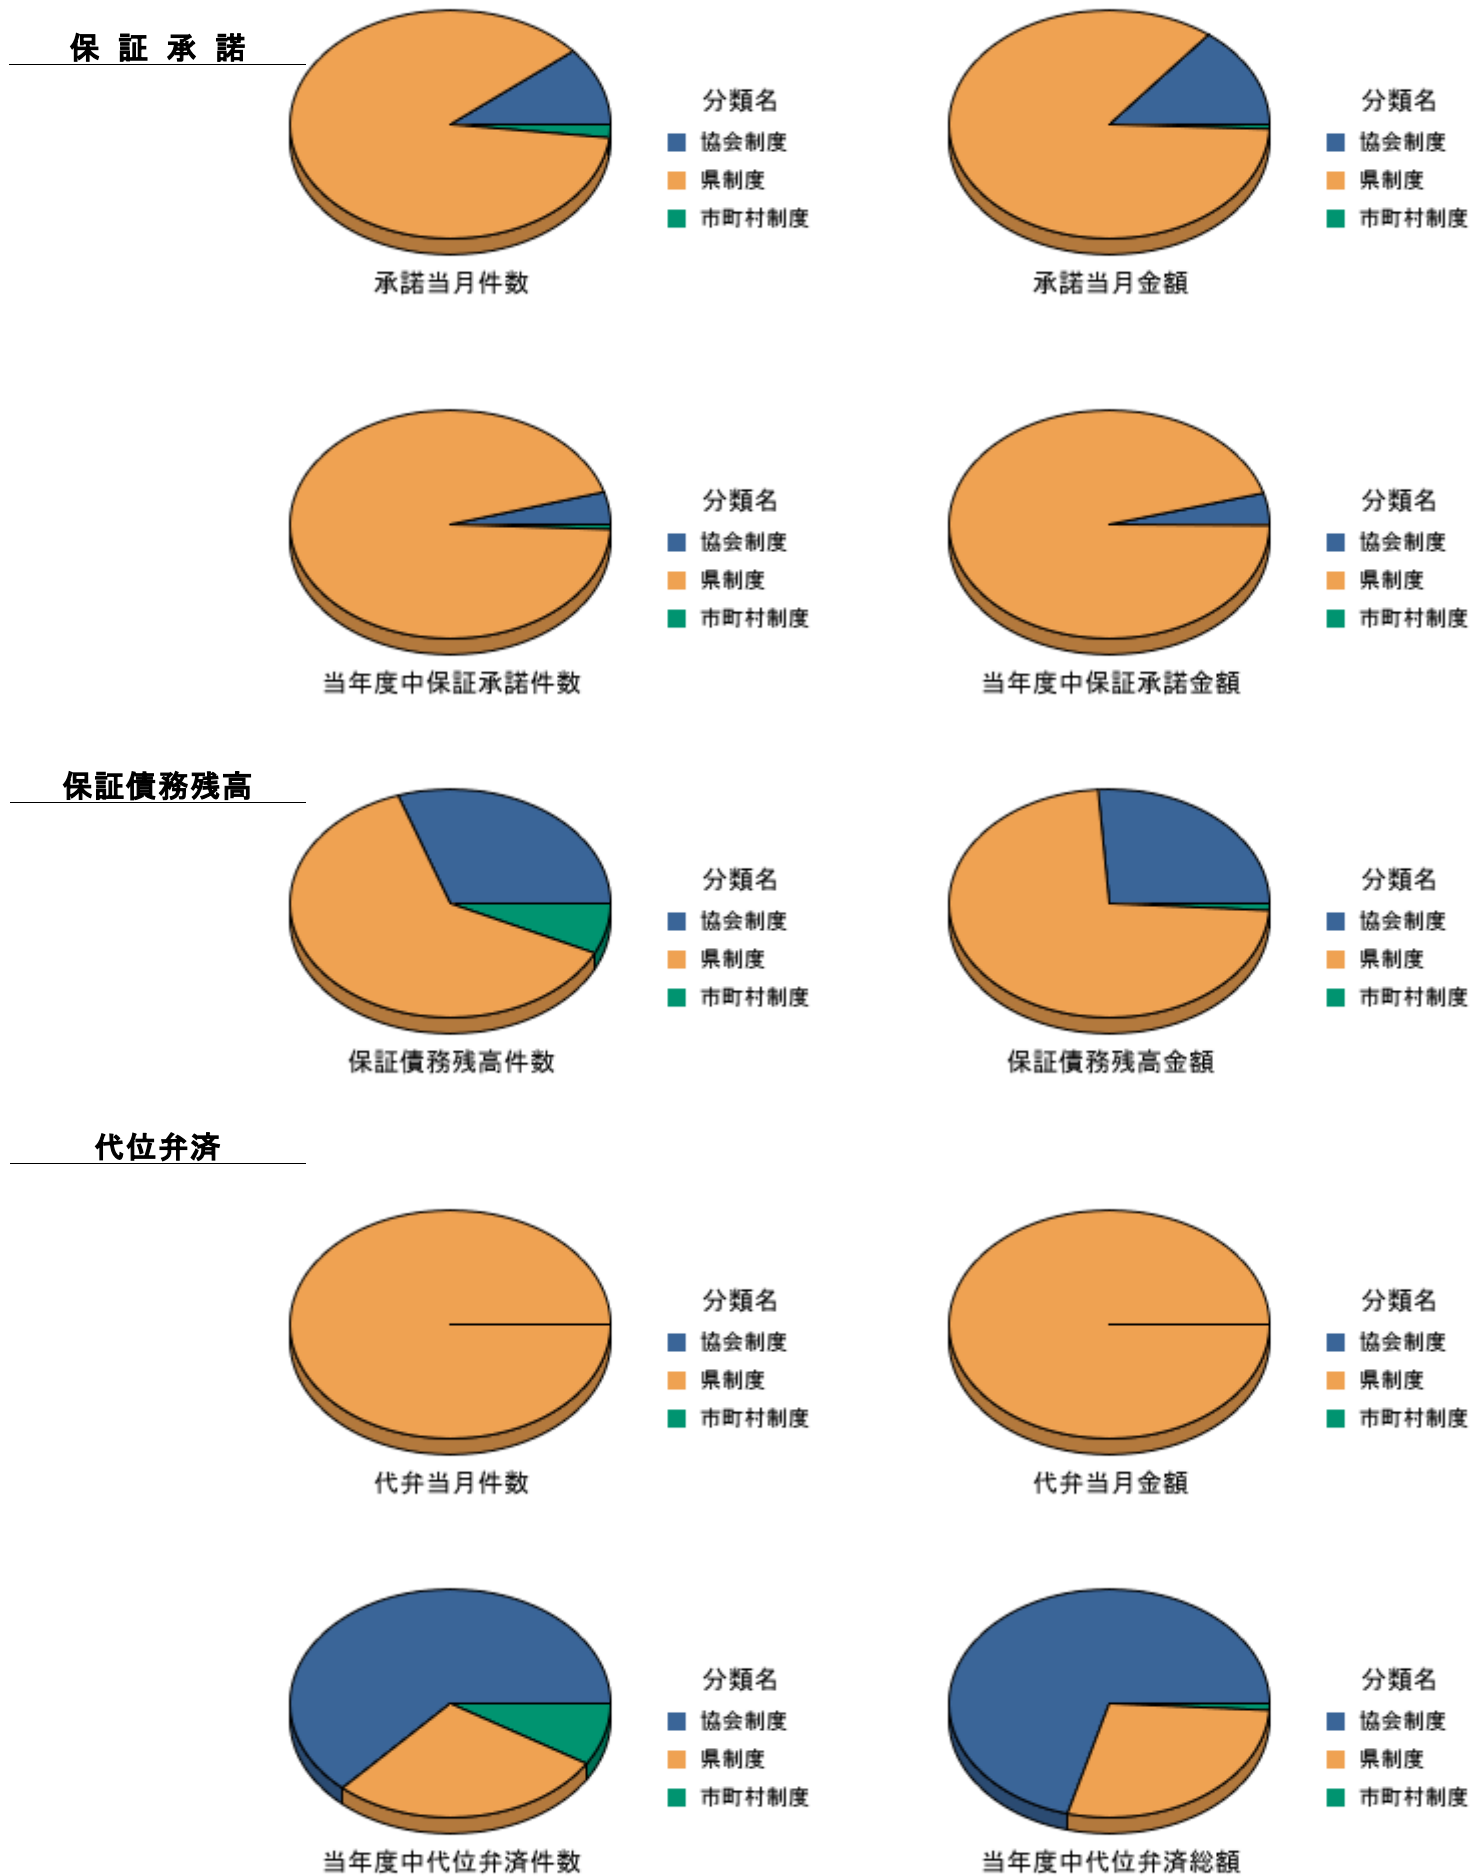 保証承諾
分類名
協会制度
県制度
市町村制度
承諾当月件数
分類名
協会制度
県制度
市町村制度
承諾当月金額
分類名
協会制度
県制度
市町村制度
当年度中保証承諾件数
分類名
協会制度
県制度
市町村制度
当年度中保証承諾金額
保証債務残高
分類名
協会制度
県制度
市町村制度
保証債務残高件数
分類名
協会制度
県制度
市町村制度
保証債務残高金額
代位弁済
分類名
協会制度
県制度
市町村制度
代弁当月件数
分類名
協会制度
県制度
市町村制度
代弁当月金額
分類名
協会制度
県制度
市町村制度
当年度中代位弁済件数
分類名
協会制度
県制度
市町村制度
当年度中代位弁済総額